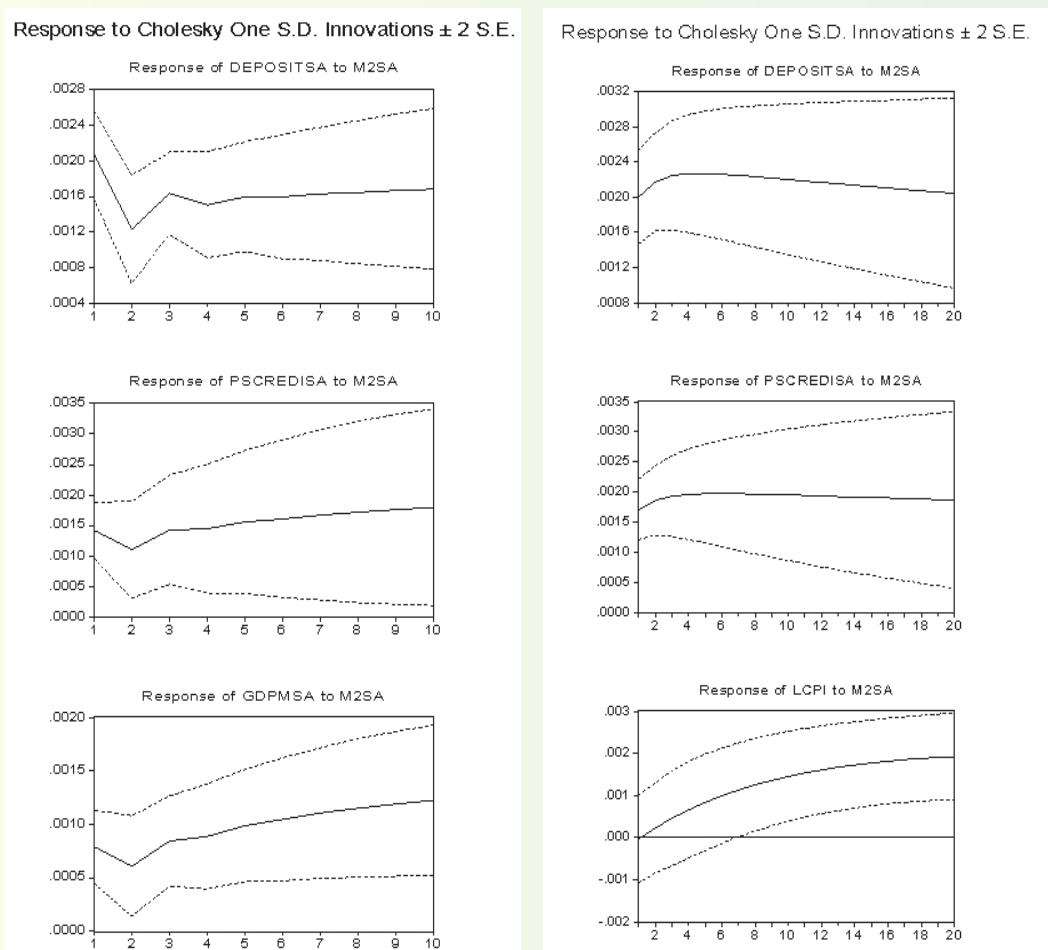 Response to Cholesky One S.D. Innovations ± 2 S.E.
Response of DEPOSITSA to M2SA
.0028
.0024
.0020
.0016
.0012
.0008
.0004
1 2 3 4 5 6 7 8 9 10
Response of PSCREDISA to M2SA
.0035
.0030
.0025
.0020
.0015
.0010
.0005
.0000
1 2 3 4 5 6 7 8 9 10
Response of GDPMSA to M2SA
.0020
.0015
.0010
.0005
.0000
1 2 3 4 5 6 7 8 9 10
Response to Cholesky One S.D. Innovations ± 2 S.E.
Response of DEPOSITSA to M2SA
.0032
.0028
.0024
.0020
.0016
.0012
.0008
2 4 6 8 10 12 14 16 18 20
Response of PSCREDISA to M2SA
.0035
.0030
.0025
.0020
.0015
.0010
.0005
.0000
2 4 6 8 10 12 14 16 18 20
Response of LCPI to M2SA
.003
.002
.001
.000
-.001
-.002
2 4 6 8 10 12 14 16 18 20